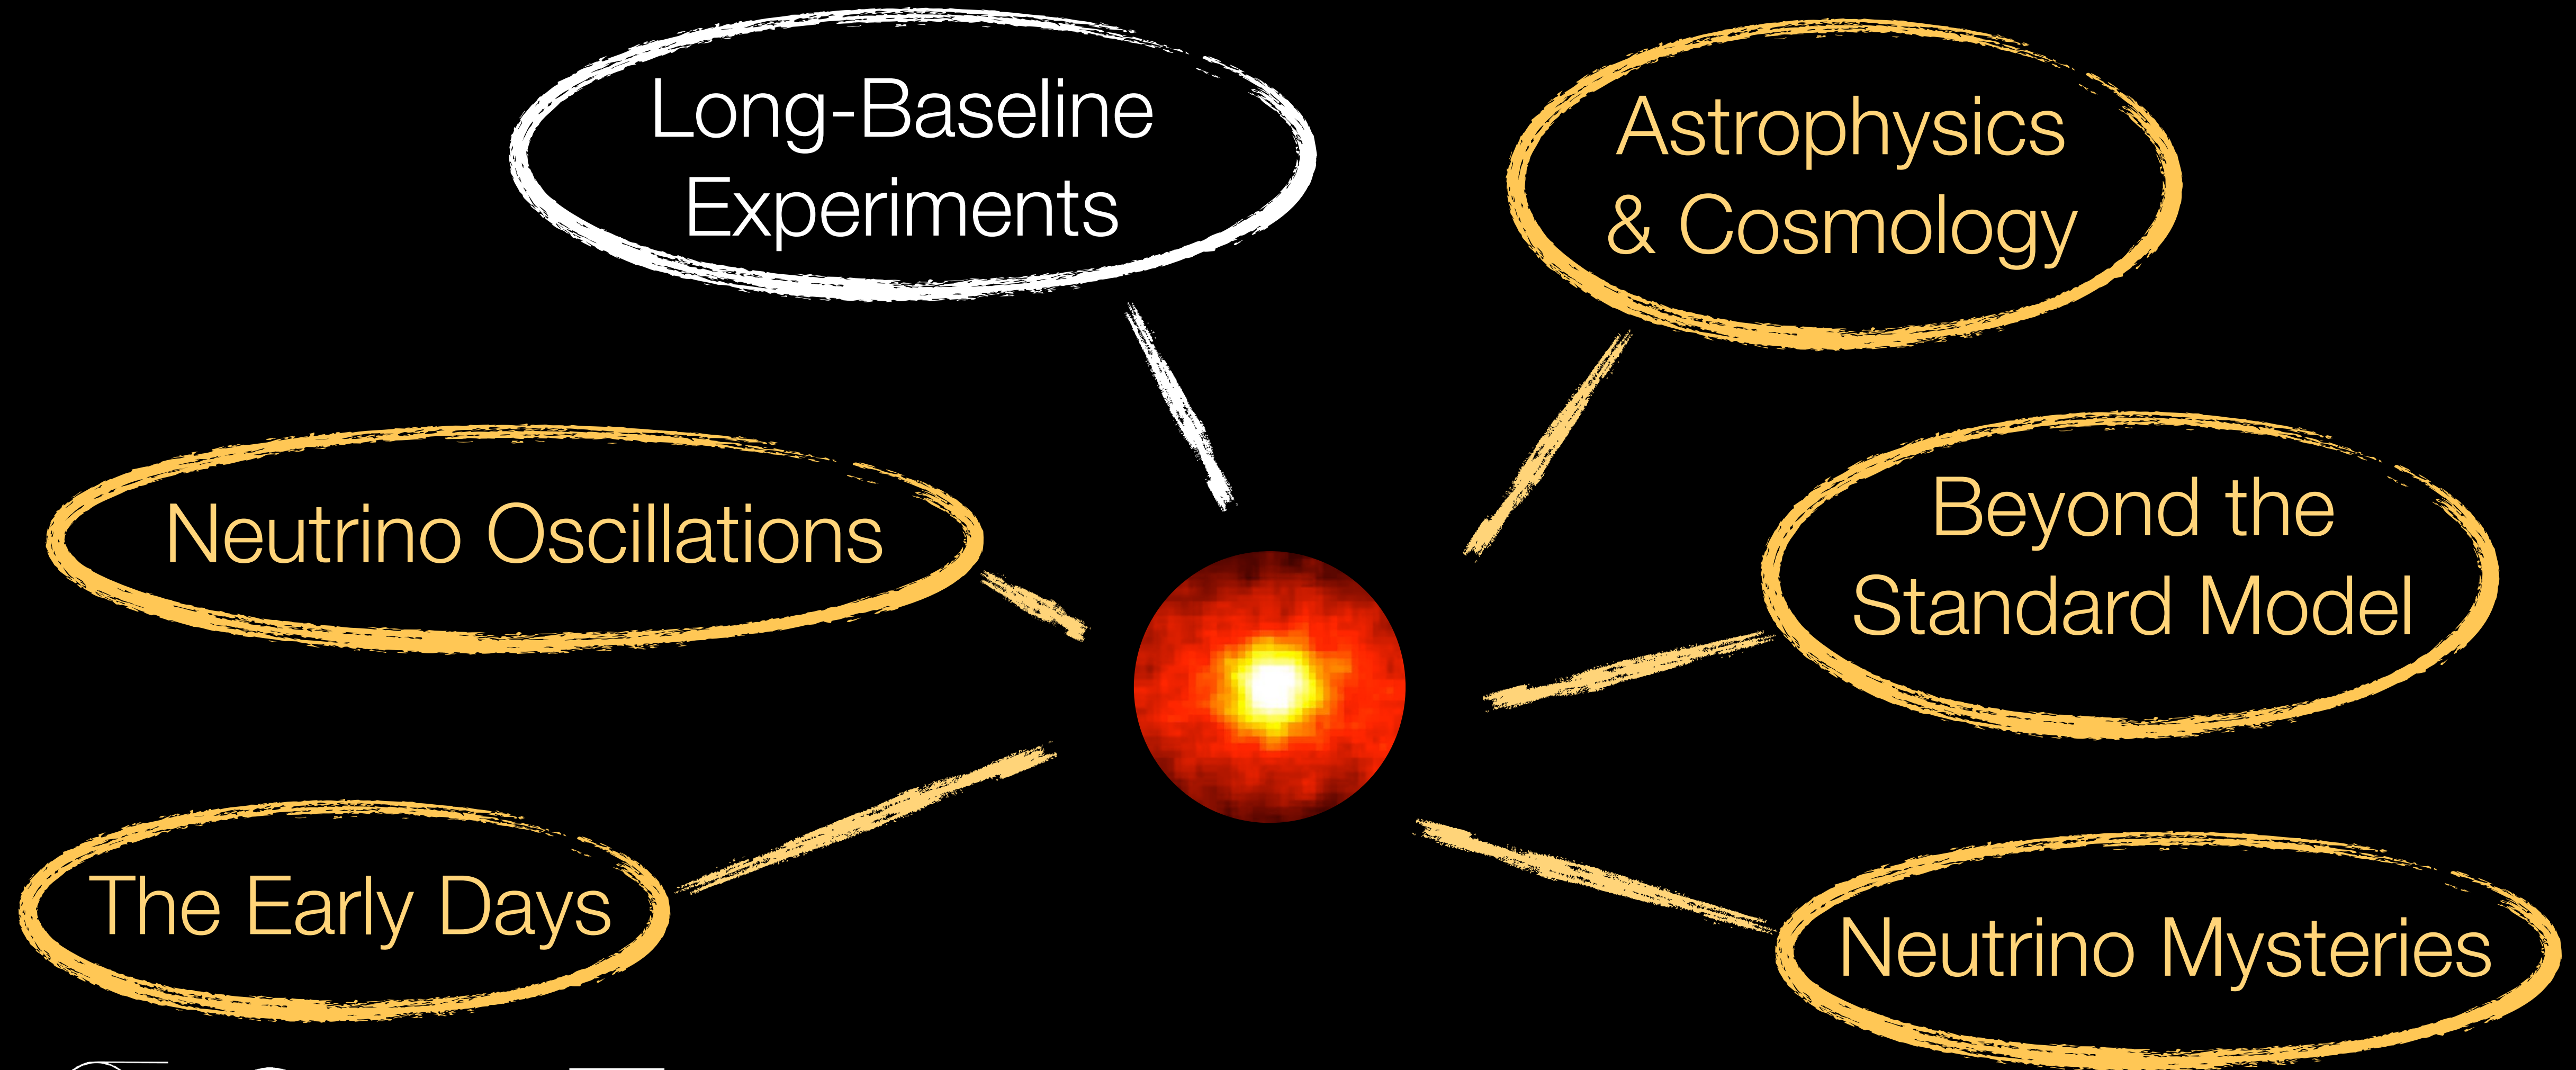 Long-Baseline
Experiments
Astrophysics
& Cosmology
Neutrino Oscillations
Beyond the
Standard Model
The Early Days
Neutrino Mysteries